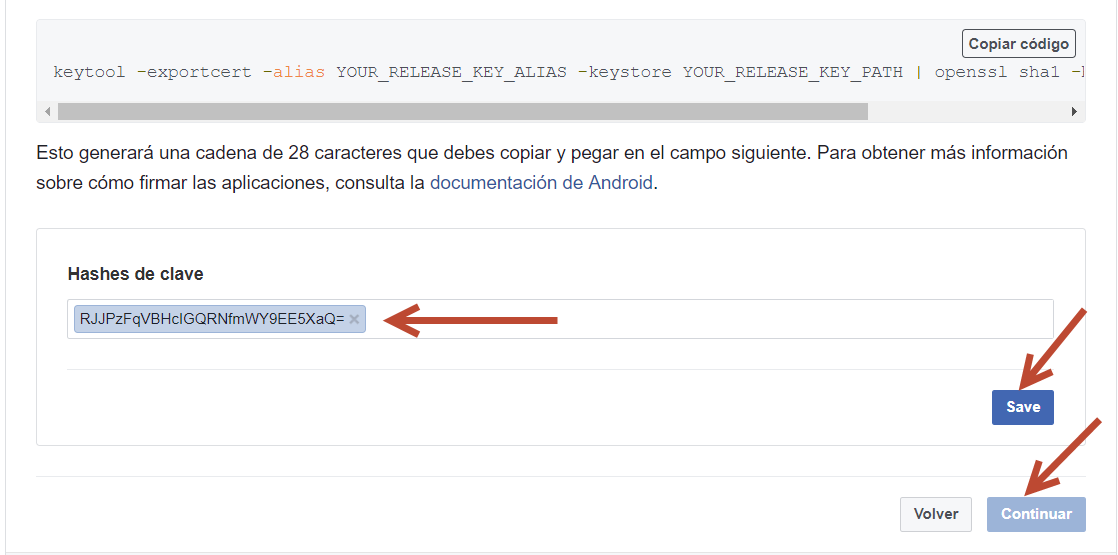 Copiar código
keytool -exportcert -alias YOUR_RELEASE_KEY_ALIAS -keystore YOUR_RELEASE_KEY_PATH | openssl sha1 -
Esto generará una cadena de 28 caracteres que debes copiar y pegar en el campo siguiente. Para obtener más información
sobre cómo firmar las aplicaciones, consulta la documentación de Android.
Hashes de clave
RJJPzFqVBHcIGQRNfmWY9EE5XaQ=
Save
Volver
Continuar